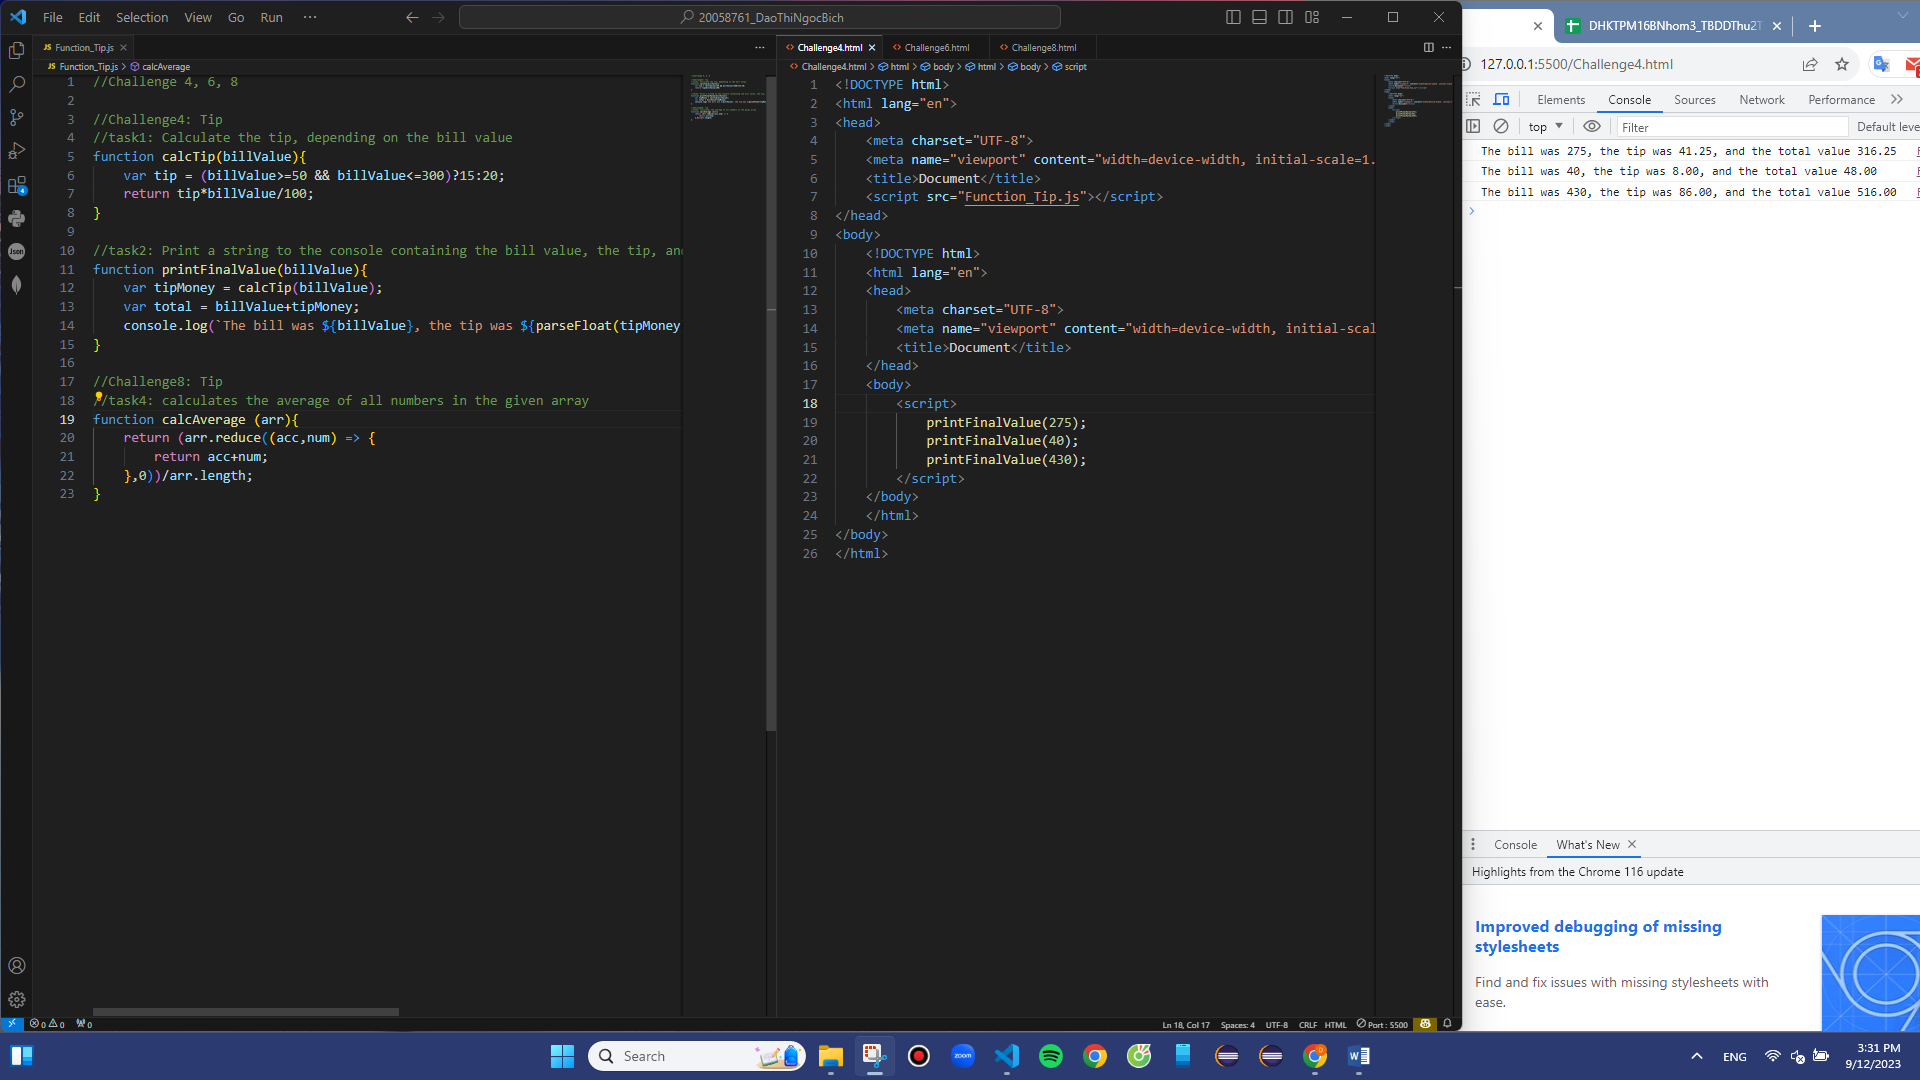 File Edit Selection View Go Run ···
20058761_DaoThiNgocBich
JS Function_Tip.js
JS Function_Tip.js > calcAverage
1 //Challenge 4, 6, 8
2
3 //Challenge4: Tip
4 //task1: Calculate the tip, depending on the bill value
5 function calcTip(billValue){
6 var tip = (billValue>=50 && billValue<=300)?15:20;
7 return tip*billValue/100;
8 }
9
10 //task2: Print a string to the console containing the bill value, the tip, an
11 function printFinalValue(billValue){
12 var tipMoney = calcTip(billValue);
13 var total = billValue+tipMoney;
14 console.log(`The bill was ${billValue}, the tip was ${parseFloat(tipMoney
15 }
16
17 //Challenge8: Tip
18 //task4: calculates the average of all numbers in the given array
19 function calcAverage (arr){
20 return (arr.reduce((acc,num) => {
21 return acc+num;
22 },0))/arr.length;
23 }
Challenge4.html Challenge6.html Challenge8.html
Challenge4.html > html > body > html > body > script
1 <!DOCTYPE html>
2 <html lang="en">
3 <head>
4 <meta charset="UTF-8">
5 <meta name="viewport" content="width=device-width, initial-scale=1.
6 <title>Document</title>
7 <script src="Function_Tip.js"></script>
8 </head>
9 <body>
10 <!DOCTYPE html>
11 <html lang="en">
12 <head>
13 <meta charset="UTF-8">
14 <meta name="viewport" content="width=device-width, initial-scal
15 <title>Document</title>
16 </head>
17 <body>
18 <script>
19 printFinalValue(275);
20 printFinalValue(40);
21 printFinalValue(430);
22 </script>
23 </body>
24 </html>
25 </body>
26 </html>
0 0 0
Ln 18, Col 17 Spaces: 4 UTF-8 CRLF HTML Port : 5500
DHKTPM16BNhom3_TBDDThu2T
127.0.0.1:5500/Challenge4.html
Elements Console Sources Network Performance
top Filter Default leve
The bill was 275, the tip was 41.25, and the total value 316.25
The bill was 40, the tip was 8.00, and the total value 48.00
The bill was 430, the tip was 86.00, and the total value 516.00
Console What's New
Highlights from the Chrome 116 update
Improved debugging of missing
stylesheets
Find and fix issues with missing stylesheets with
ease.
Search
zoom
ENG
3:31 PM
9/12/2023